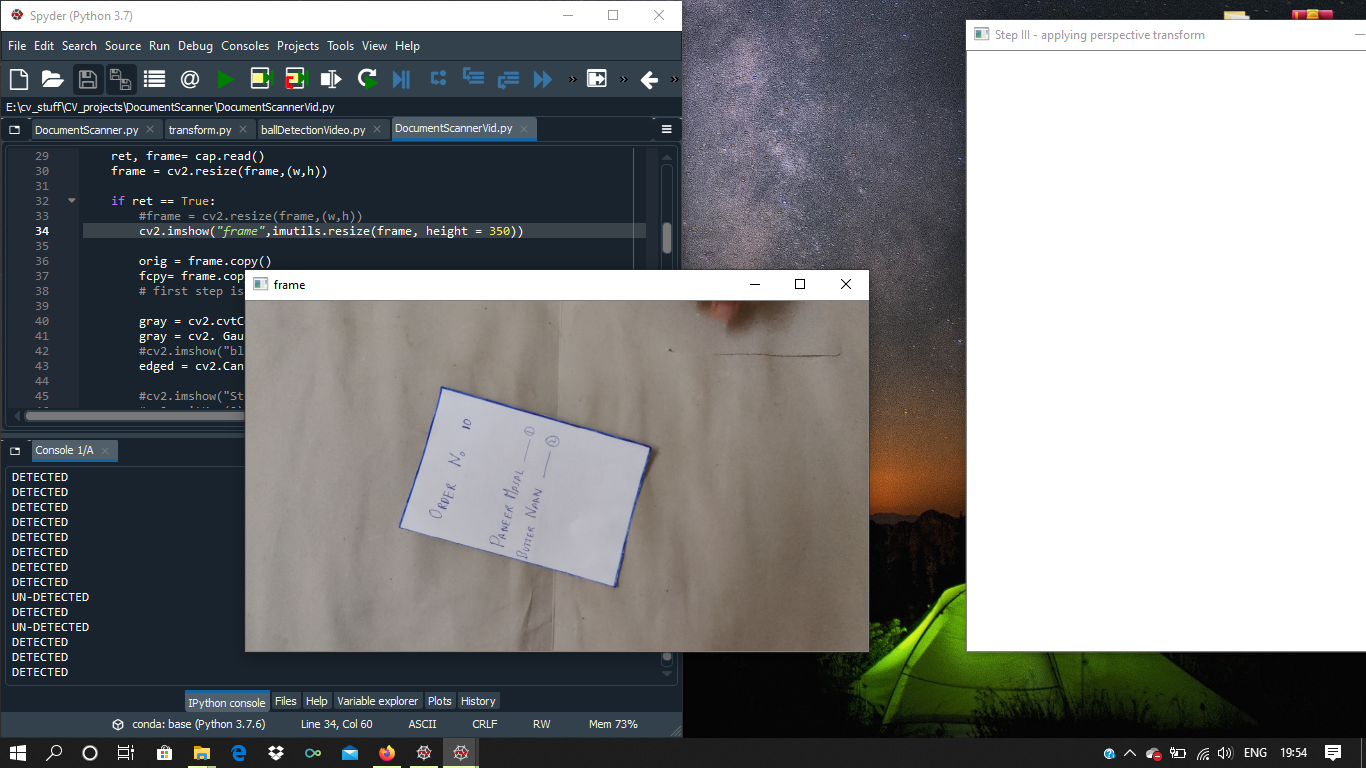 Spyder (Python 3.7)
File Edit Search Source Run Debug Consoles Projects Tools View Help
E:\cv_stuff\CV_projects\DocumentScanner\DocumentScannerVid.py
DocumentScanner.py transform.py ballDetectionVideo.py DocumentScannerVid.py
29 ret, frame= cap.read()
30 frame = cv2.resize(frame,(w,h))
31
32 if ret == True:
33 #frame = cv2.resize(frame,(w,h))
34 cv2.imshow("frame",imutils.resize(frame, height = 350))
35
36 orig = frame.copy()
37 fcpy= frame.cop
38 # first step is
39
40 gray = cv2.cvtC
41 gray = cv2. Gau
42 #cv2.imshow("bl
43 edged = cv2.Can
44
45 #cv2.imshow("St
Console 1/A
DETECTED
DETECTED
DETECTED
DETECTED
DETECTED
DETECTED
DETECTED
DETECTED
UN-DETECTED
DETECTED
UN-DETECTED
DETECTED
DETECTED
DETECTED
IPython console Files Help Variable explorer Plots History
conda: base (Python 3.7.6) Line 34, Col 60 ASCII CRLF RW Mem 73%
frame
ORDER No 10
PANEER MASAL — 1
BUTTER NAAN — 2
Step III - applying perspective transform
ENG 19:54